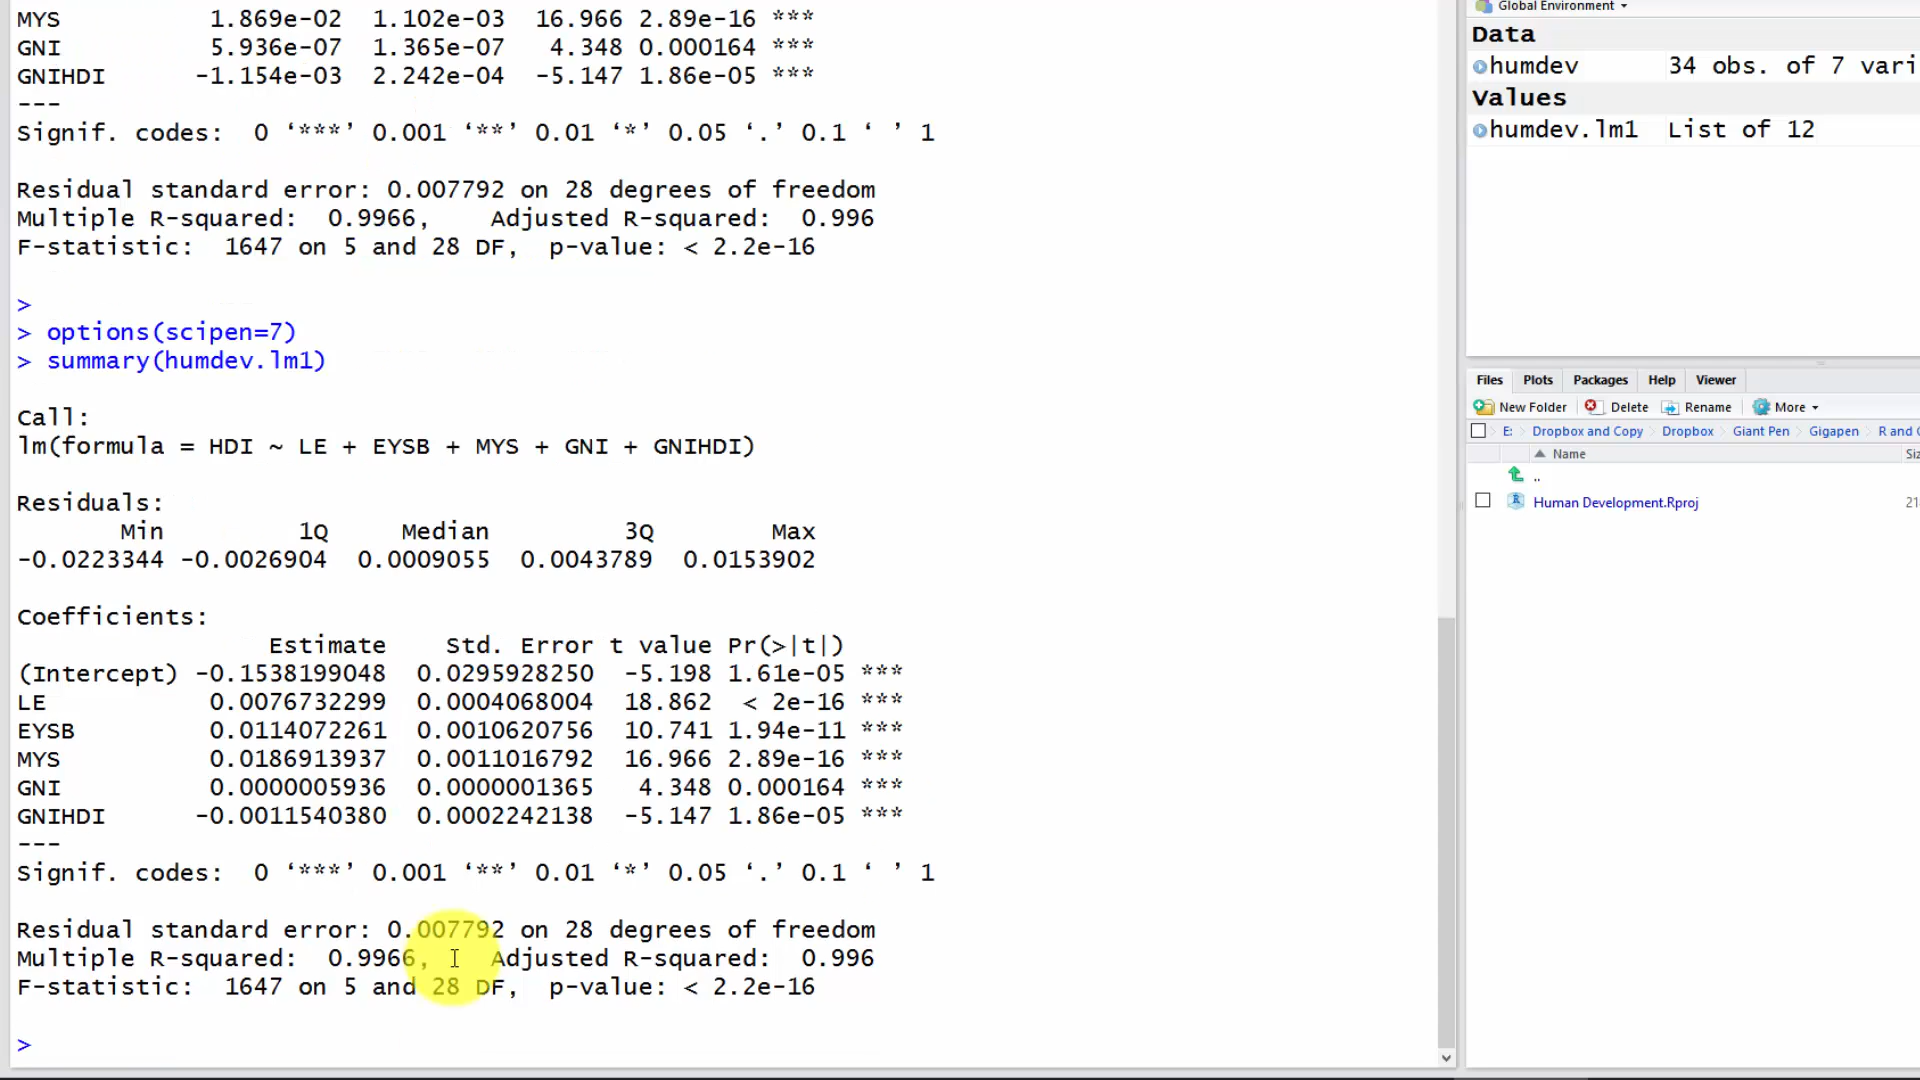 MYS 1.869e-02 1.102e-03 16.966 2.89e-16 ***
GNI 5.936e-07 1.365e-07 4.348 0.000164 ***
GNIHDI -1.154e-03 2.242e-04 -5.147 1.86e-05 ***
---
Signif. codes: 0 ‘***’ 0.001 ‘**’ 0.01 ‘*’ 0.05 ‘.’ 0.1 ‘ ’ 1
Residual standard error: 0.007792 on 28 degrees of freedom
Multiple R-squared: 0.9966, Adjusted R-squared: 0.996
F-statistic: 1647 on 5 and 28 DF, p-value: < 2.2e-16
>
> options(scipen=7)
> summary(humdev.lm1)
Call:
lm(formula = HDI ~ LE + EYSB + MYS + GNI + GNIHDI)
Residuals:
Min 1Q Median 3Q Max
-0.0223344 -0.0026904 0.0009055 0.0043789 0.0153902
Coefficients:
Estimate Std. Error t value Pr(>|t|)
(Intercept) -0.1538199048 0.0295928250 -5.198 1.61e-05 ***
LE 0.0076732299 0.0004068004 18.862 < 2e-16 ***
EYSB 0.0114072261 0.0010620756 10.741 1.94e-11 ***
MYS 0.0186913937 0.0011016792 16.966 2.89e-16 ***
GNI 0.0000005936 0.0000001365 4.348 0.000164 ***
GNIHDI -0.0011540380 0.0002242138 -5.147 1.86e-05 ***
---
Signif. codes: 0 ‘***’ 0.001 ‘**’ 0.01 ‘*’ 0.05 ‘.’ 0.1 ‘ ’ 1
Residual standard error: 0.007792 on 28 degrees of freedom
Multiple R-squared: 0.9966, Adjusted R-squared: 0.996
F-statistic: 1647 on 5 and 28 DF, p-value: < 2.2e-16
>
Global Environment
Data
humdev 34 obs. of 7 vari
Values
humdev.lm1 List of 12
Files Plots Packages Help Viewer
New Folder Delete Rename More
E: Dropbox and Copy Dropbox Giant Pen Gigapen R and
Name
..
Human Development.Rproj 21